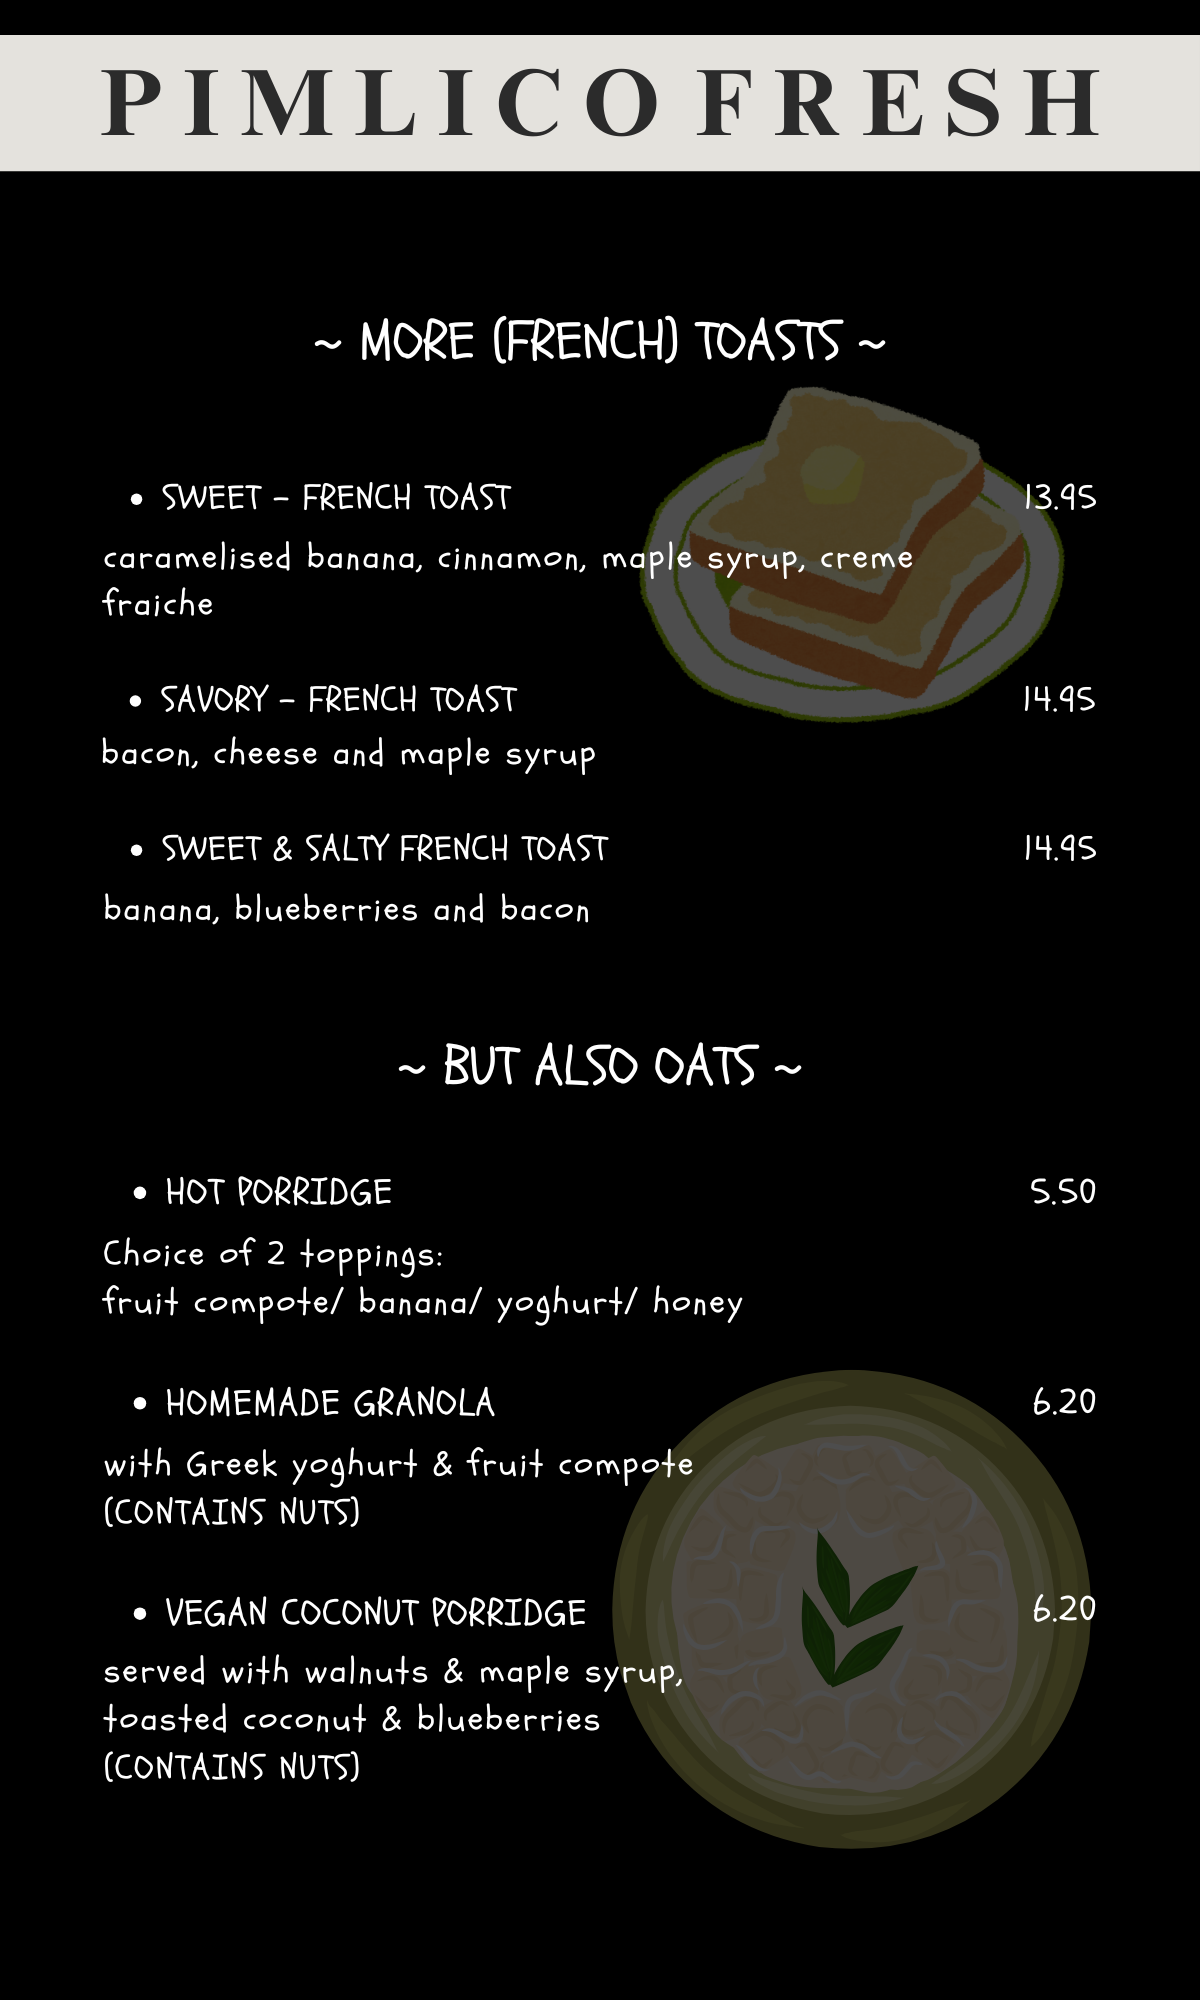 PIMLICO FRESH
~ MORE (FRENCH) TOASTS ~
• SWEET - FRENCH TOAST 13.95
caramelised banana, cinnamon, maple syrup, creme
fraiche
• SAVORY - FRENCH TOAST 14.95
bacon, cheese and maple syrup
• SWEET & SALTY FRENCH TOAST 14.95
banana, blueberries and bacon
~ BUT ALSO OATS ~
• HOT PORRIDGE 5.50
Choice of 2 toppings:
fruit compote/ banana/ yoghurt/ honey
• HOMEMADE GRANOLA 6.20
with Greek yoghurt & fruit compote
(CONTAINS NUTS)
• VEGAN COCONUT PORRIDGE 6.20
served with walnuts & maple syrup,
toasted coconut & blueberries
(CONTAINS NUTS)